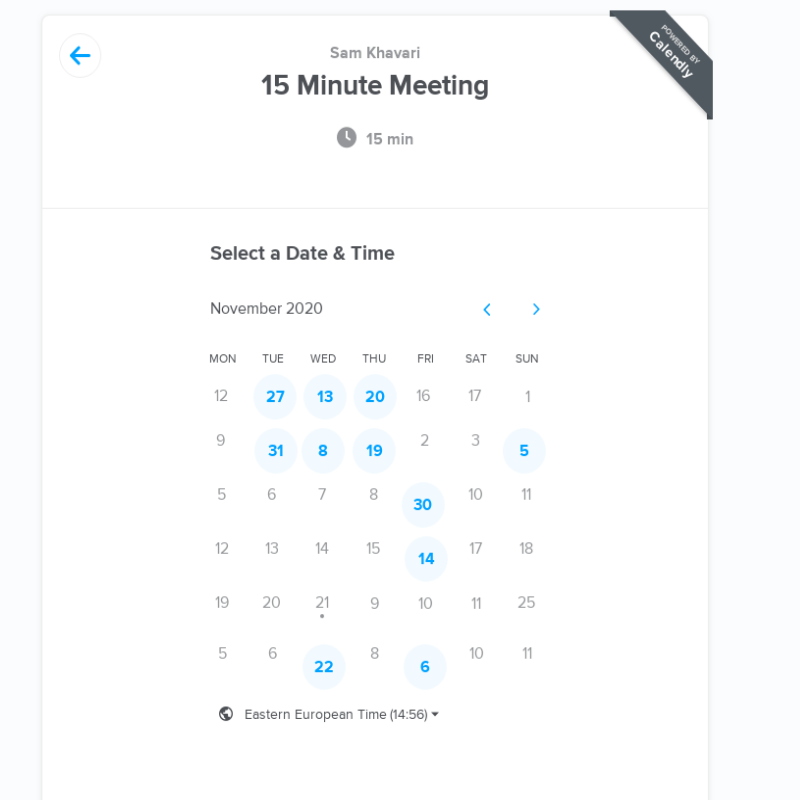 Sam Khavari
POWERED BY
Calendly
15 Minute Meeting
15 min
Select a Date & Time
November 2020
MON TUE WED THU FRI SAT SUN
12 27 13 20 16 17 1
9 31 8 19 2 3 5
5 6 7 8 30 10 11
12 13 14 15 14 17 18
19 20 21 9 10 11 25
5 6 22 8 6 10 11
Eastern European Time (14:56)